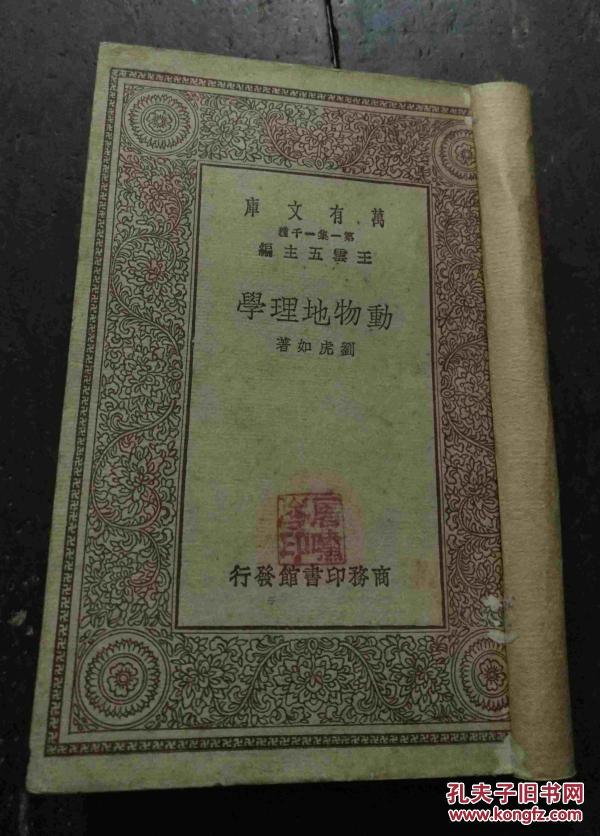 萬有文庫
第一集一千種
王雲五主編
動物地理學
劉虎如著
商務印書館發行
孔夫子旧书网
www.kongfz.com